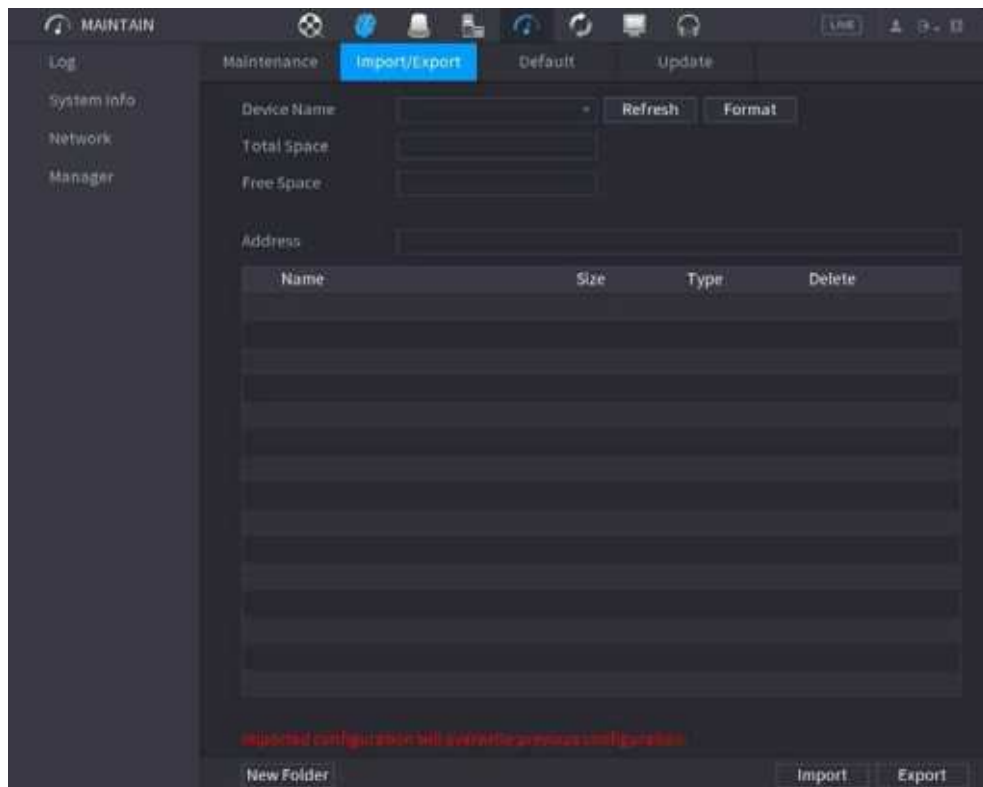 MAINTAIN
LIVE
Log
System Info
Network
Manager
Maintenance Import/Export Default Update
Device Name Refresh Format
Total Space
Free Space
Address
Name Size Type Delete
Imported configuration will overwrite previous configuration.
New Folder Import Export